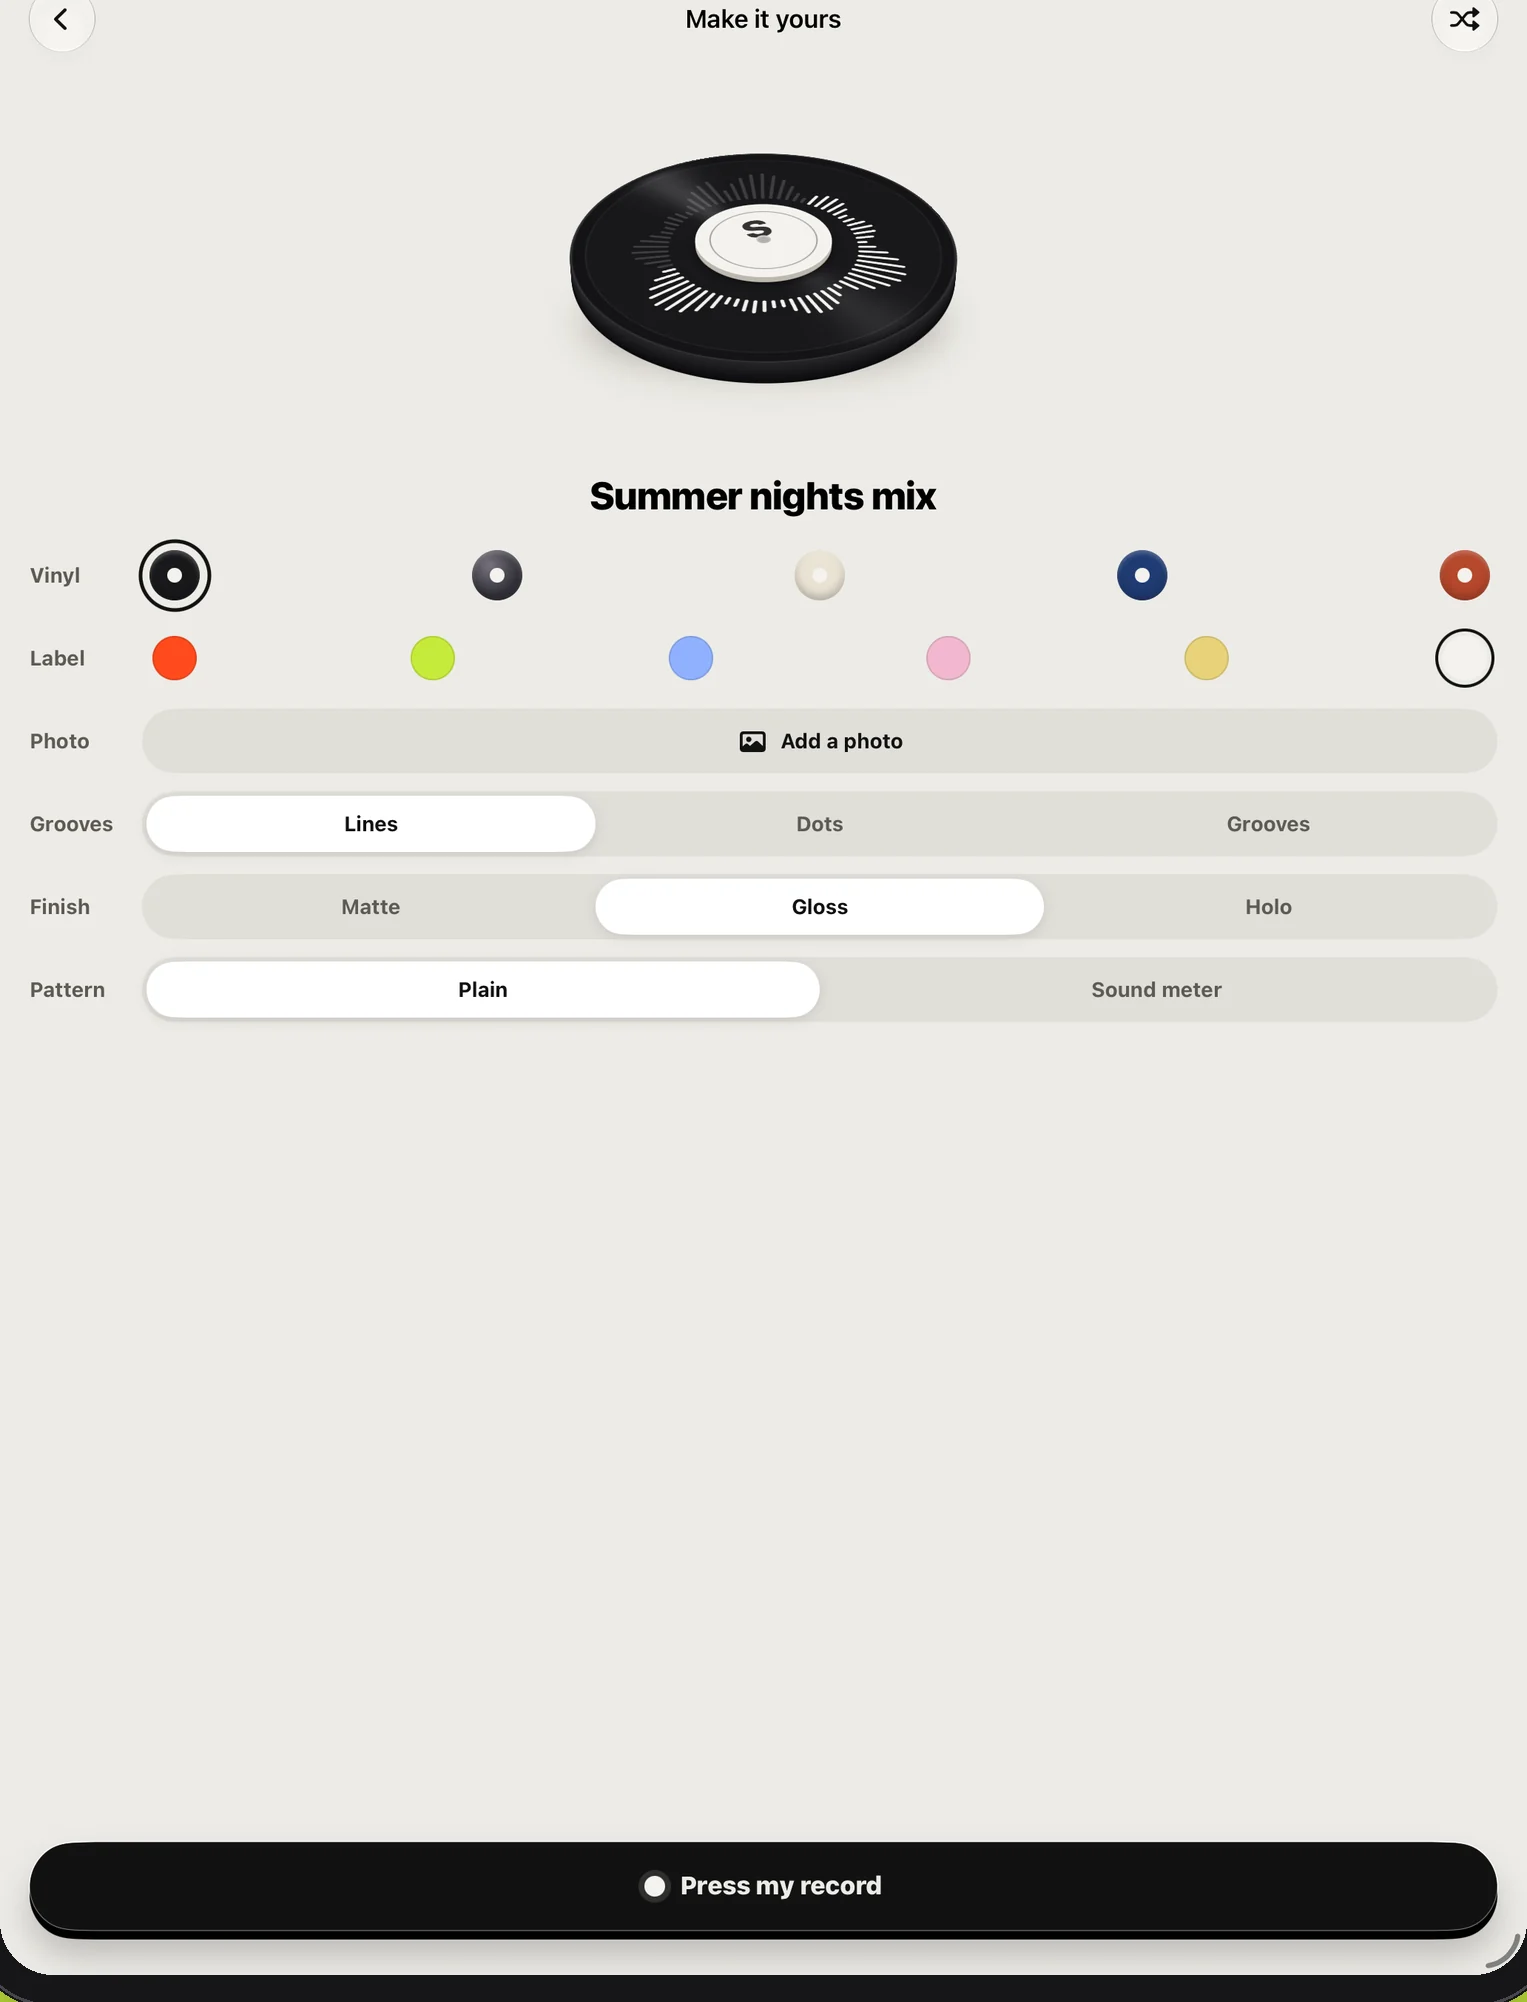 Make it yours
S
Summer nights mix
Vinyl
Label
Photo Add a photo
Grooves Lines Dots Grooves
Finish Matte Gloss Holo
Pattern Plain Sound meter
Press my record